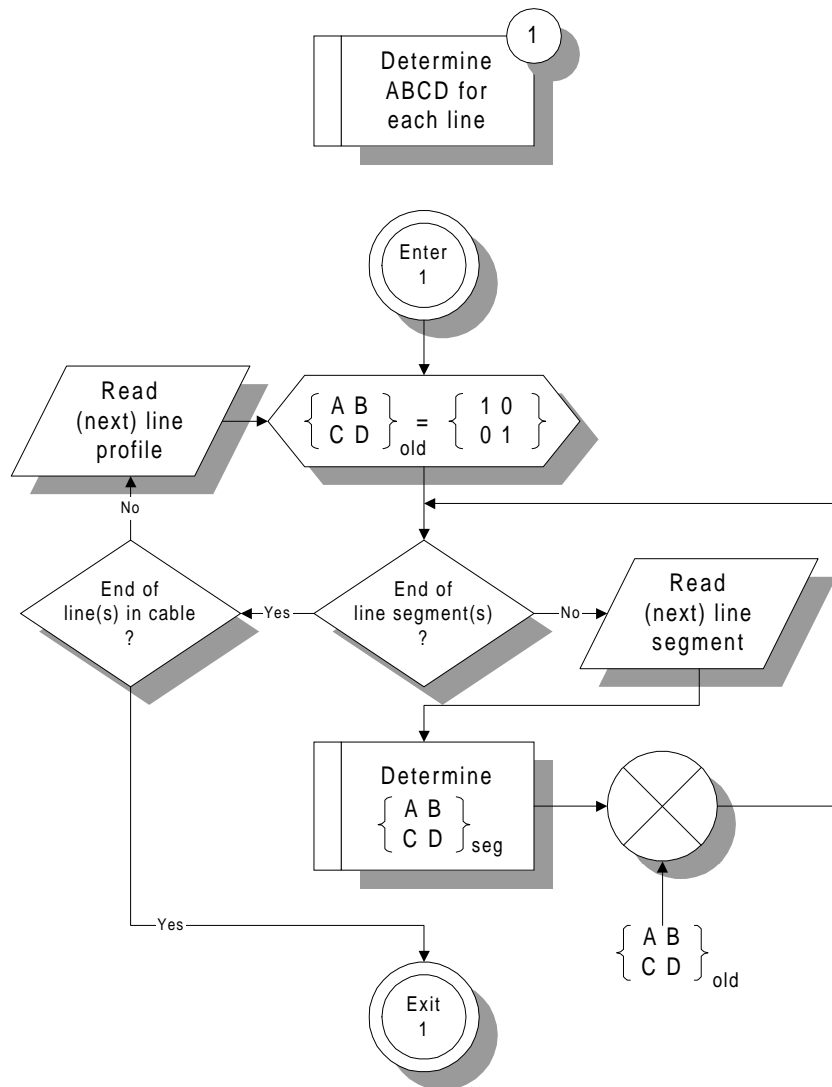 1
Determine
ABCD for
each line
Enter
1
Read
(next) line
profile
A B
C D
old
=
1 0
0 1
No
End of
line(s) in cable
?
Yes
End of
line segment(s)
?
No
Read
(next) line
segment
Determine
A B
C D
seg
Yes
A B
C D
old
Exit
1